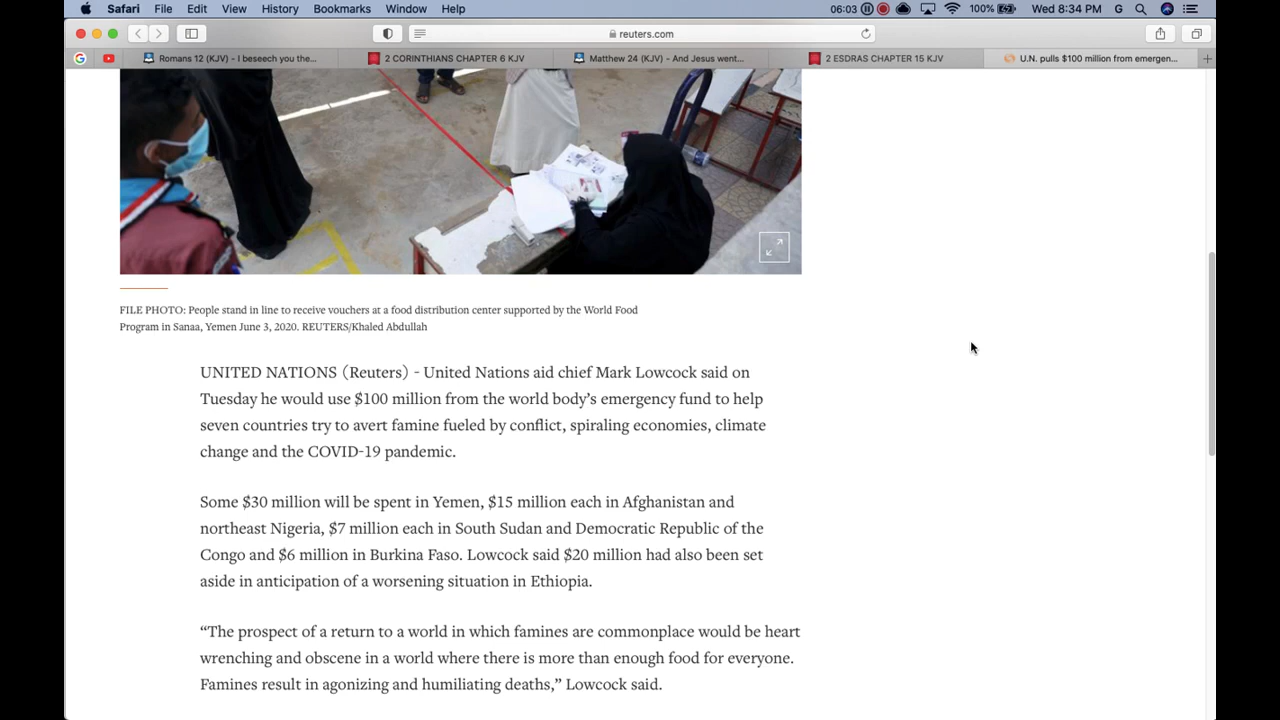 Safari File Edit View History Bookmarks Window Help 06:03 100% Wed 8:34 PM G
reuters.com
G Romans 12 (KJV) - I beseech you the... 2 CORINTHIANS CHAPTER 6 KJV Matthew 24 (KJV) - And Jesus went... 2 ESDRAS CHAPTER 15 KJV U.N. pulls $100 million from emergen...
FILE PHOTO: People stand in line to receive vouchers at a food distribution center supported by the World Food
Program in Sanaa, Yemen June 3, 2020. REUTERS/Khaled Abdullah
UNITED NATIONS (Reuters) - United Nations aid chief Mark Lowcock said on
Tuesday he would use $100 million from the world body’s emergency fund to help
seven countries try to avert famine fueled by conflict, spiraling economies, climate
change and the COVID-19 pandemic.
Some $30 million will be spent in Yemen, $15 million each in Afghanistan and
northeast Nigeria, $7 million each in South Sudan and Democratic Republic of the
Congo and $6 million in Burkina Faso. Lowcock said $20 million had also been set
aside in anticipation of a worsening situation in Ethiopia.
“The prospect of a return to a world in which famines are commonplace would be heart
wrenching and obscene in a world where there is more than enough food for everyone.
Famines result in agonizing and humiliating deaths,” Lowcock said.